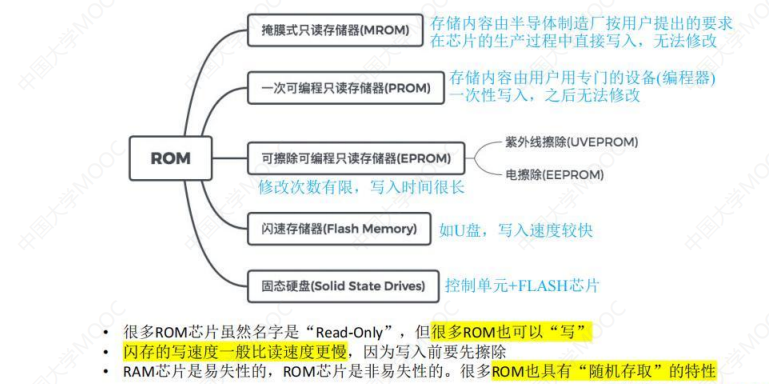 掩膜式只读存储器(MROM)
存储内容由半导体制造厂按用户提出的要求
在芯片的生产过程中直接写入，无法修改
一次可编程只读存储器(PROM)
存储内容由用户用专门的设备(编程器)
一次性写入，之后无法修改
ROM
可擦除可编程只读存储器(EPROM)
紫外线擦除(UVEPROM)
电擦除(EEPROM)
修改次数有限，写入时间很长
闪速存储器(Flash Memory)
如U盘，写入速度较快
固态硬盘(Solid State Drives)
控制单元+FLASH芯片
• 很多ROM芯片虽然名字是“Read-Only”，但很多ROM也可以“写”
• 闪存的写速度一般比读速度更慢，因为写入前要先擦除
• RAM芯片是易失性的，ROM芯片是非易失性的。很多ROM也具有“随机存取”的特性
中国大学MOOC